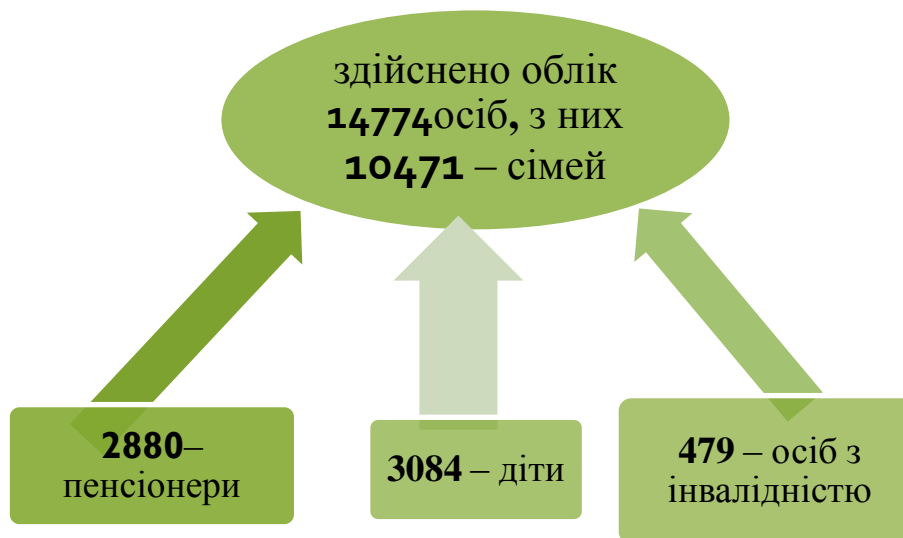 здійснено облік
14774осіб, з них
10471 – сімей
2880–
пенсіонери
3084 – діти
479 – осіб з
інвалідністю